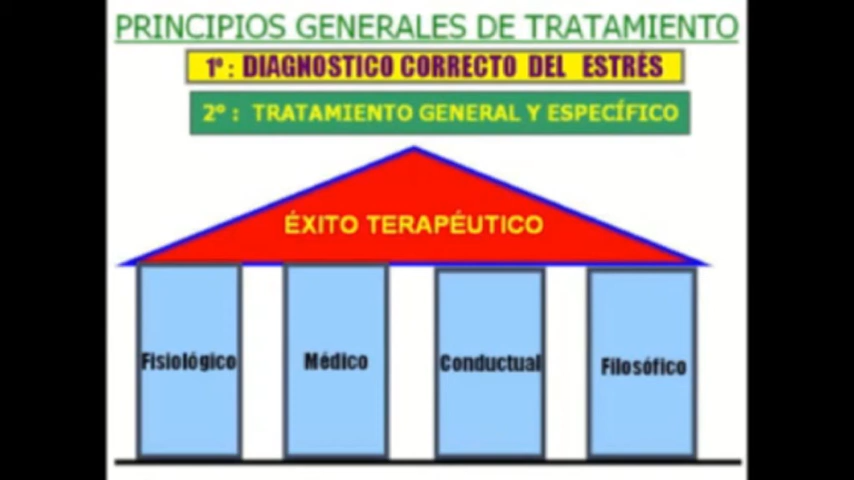 PRINCIPIOS GENERALES DE TRATAMIENTO
1º : DIAGNOSTICO CORRECTO DEL ESTRÉS
2º : TRATAMIENTO GENERAL Y ESPECÍFICO
ÉXITO TERAPÉUTICO
Fisiológico
Médico
Conductual
Filosófico